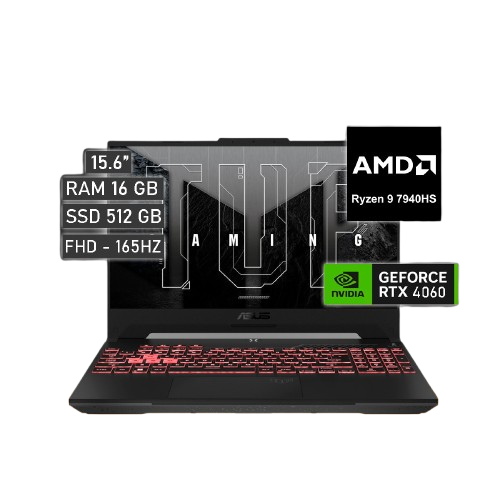 15.6”
RAM 16 GB
SSD 512 GB
FHD - 165HZ
AMD
Ryzen 9 7940HS
TUF
GAMING
NVIDIA
GEFORCE
RTX 4060
ASUS